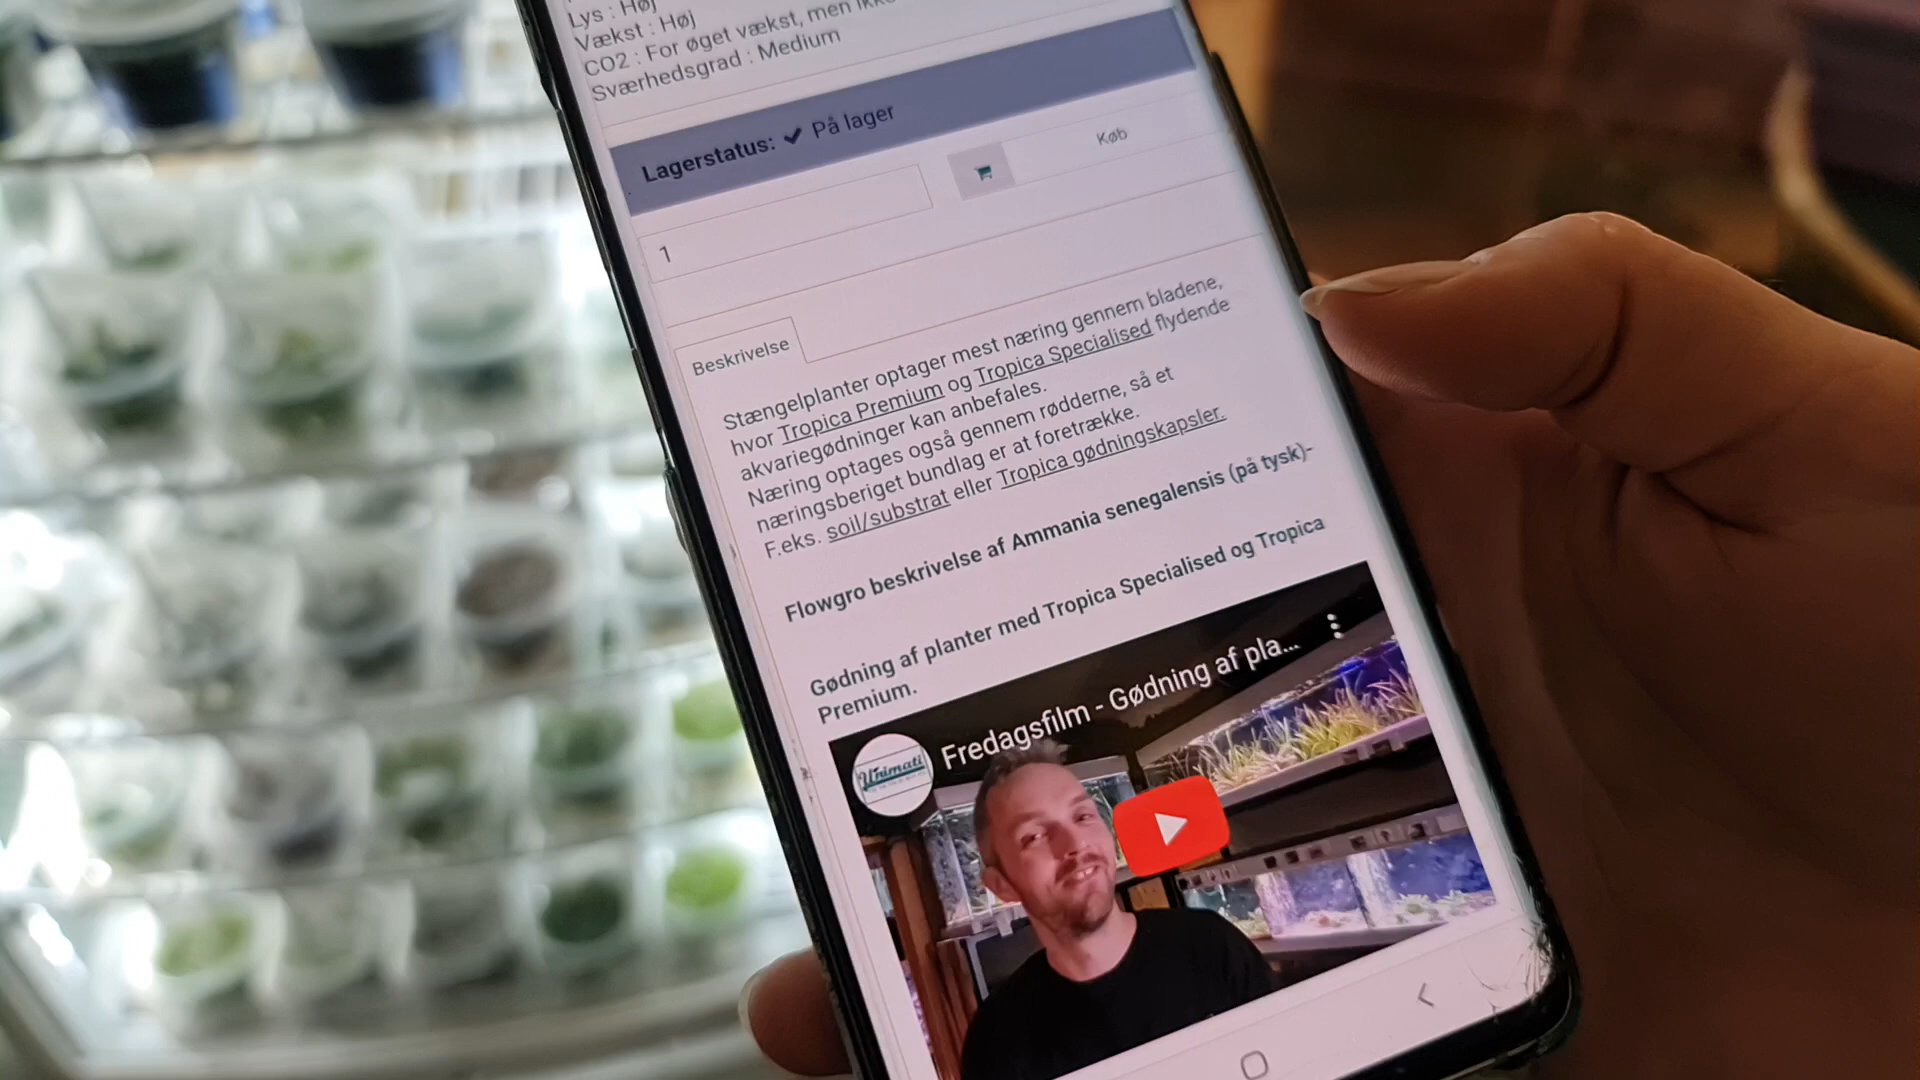 Lys : Høj
Vækst : Høj
CO2 : For øget vækst, men ikke
Sværhedsgrad : Medium
Lagerstatus: ✔ På lager
1
Køb
Beskrivelse
Stængelplanter optager mest næring gennem bladene,
hvor Tropica Premium og Tropica Specialised flydende
akvariegødninger kan anbefales.
Næring optages også gennem rødderne, så et
næringsberiget bundlag er at foretrække.
F.eks. soil/substrat eller Tropica gødningskapsler.
Flowgro beskrivelse af Ammania senegalensis (på tysk)-
Gødning af planter med Tropica Specialised og Tropica
Premium.
Unimati
Fredagsfilm - Gødning af pla...